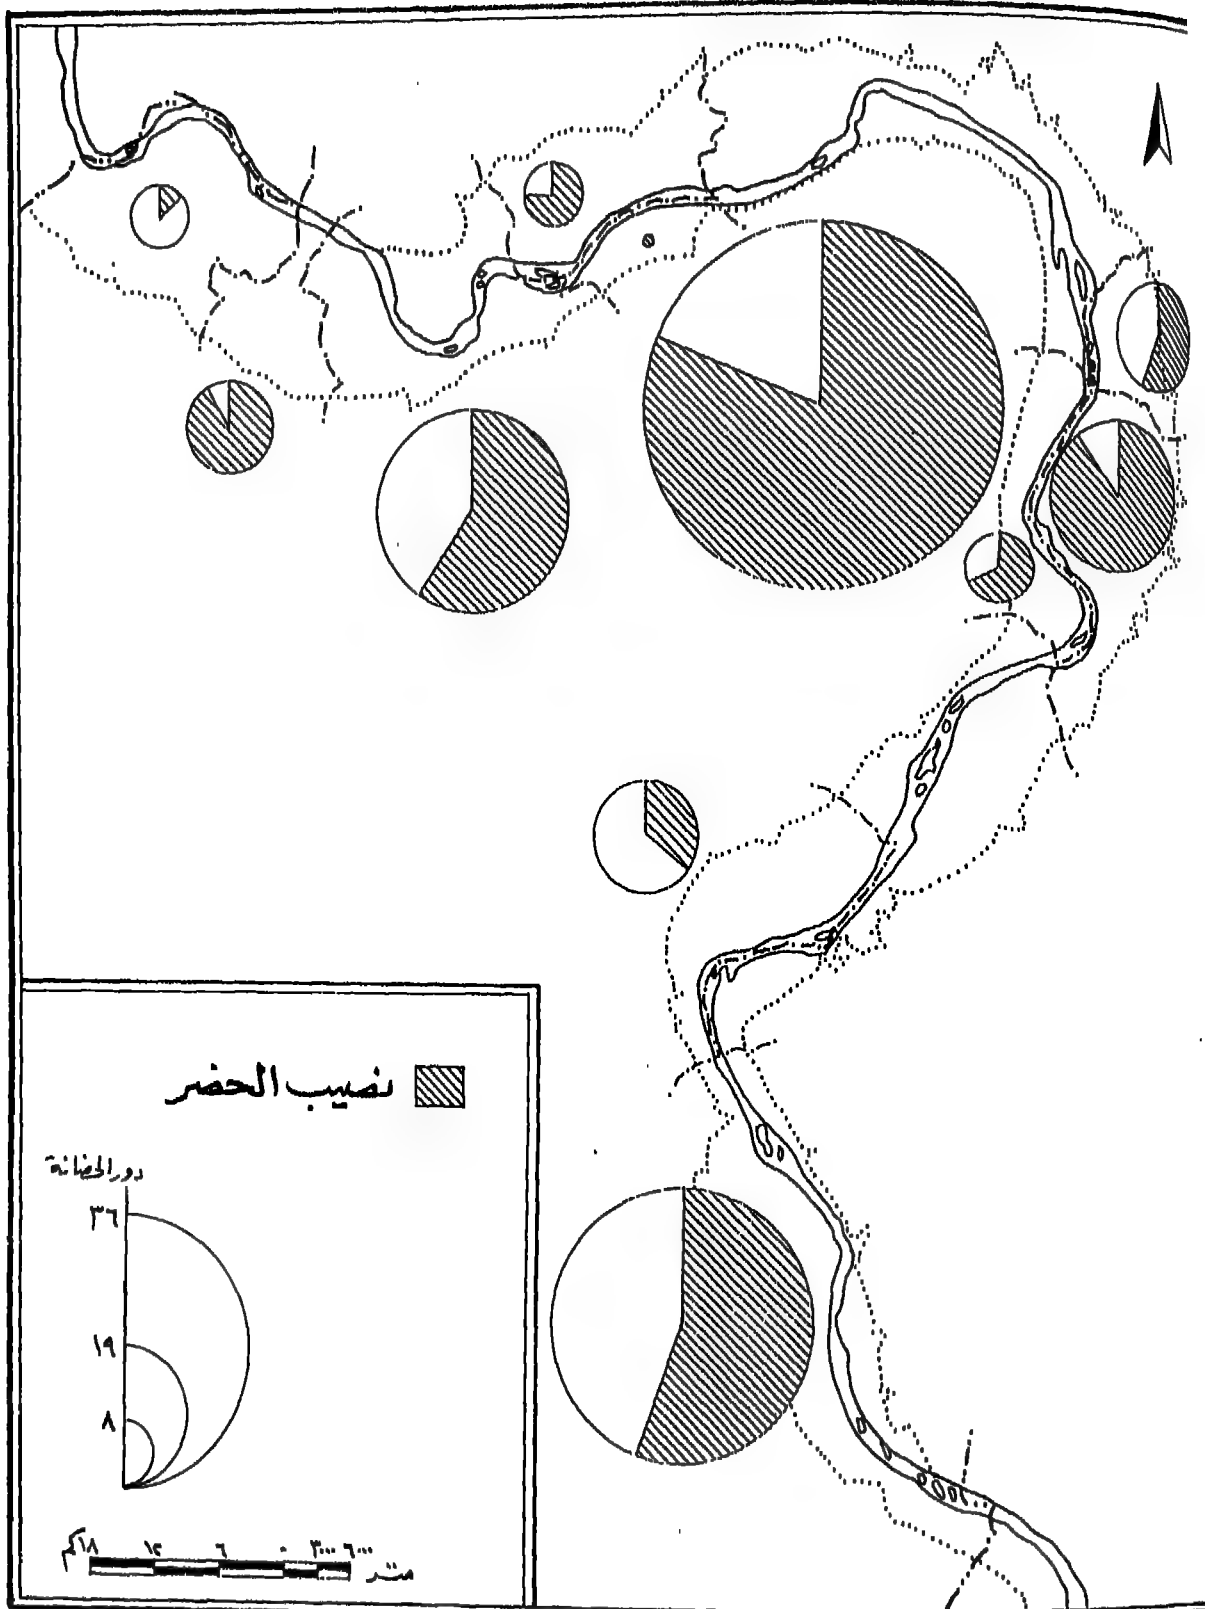 نصيب الحضر
دور الحضانة
٣٦
١٩
٨
١٨كم ١٢ ٦ ٠ ٣٠٠٠ ٦٠٠٠
متر